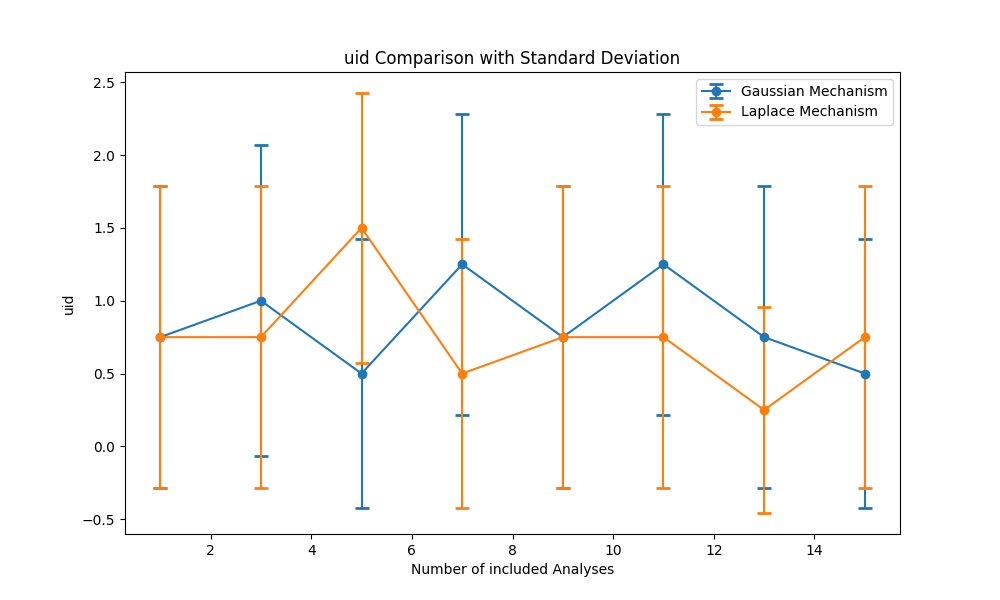 uid Comparison with Standard Deviation
Gaussian Mechanism
Laplace Mechanism
2.5
2.0
1.5
1.0
0.5
0.0
−0.5
uid
2 4 6 8 10 12 14
Number of included Analyses